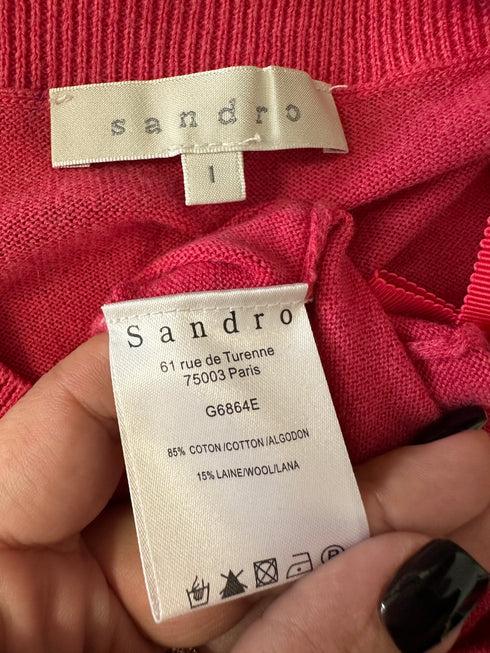 sandro
1
Sandro
61 rue de Turenne
75003 Paris
G6864E
85% COTON/COTTON/ALGODON
15% LAINE/WOOL/LANA
P